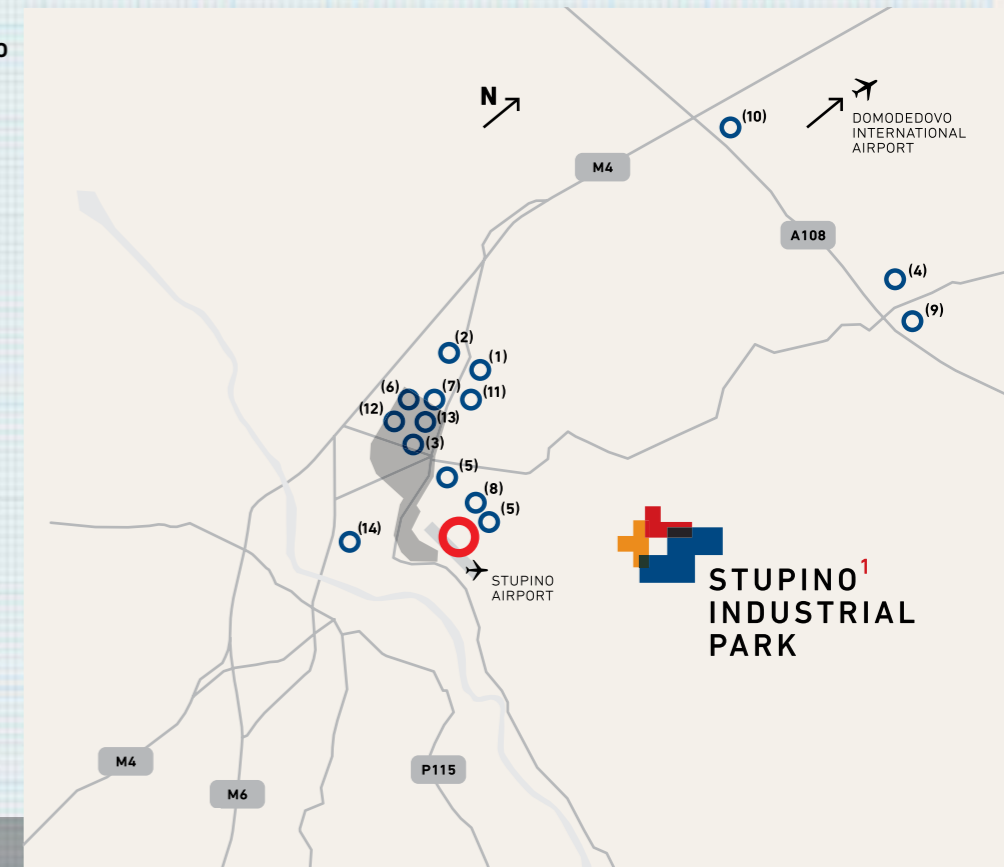 O
N
(10)
DOMODEDOVO
INTERNATIONAL
AIRPORT
M4
A108
(4)
(9)
(2)
(1)
(6)
(7)
(11)
(12)
(13)
(3)
(5)
(8)
(5)
(14)
STUPINO
AIRPORT
STUPINO1
INDUSTRIAL
PARK
M4
M6
P115